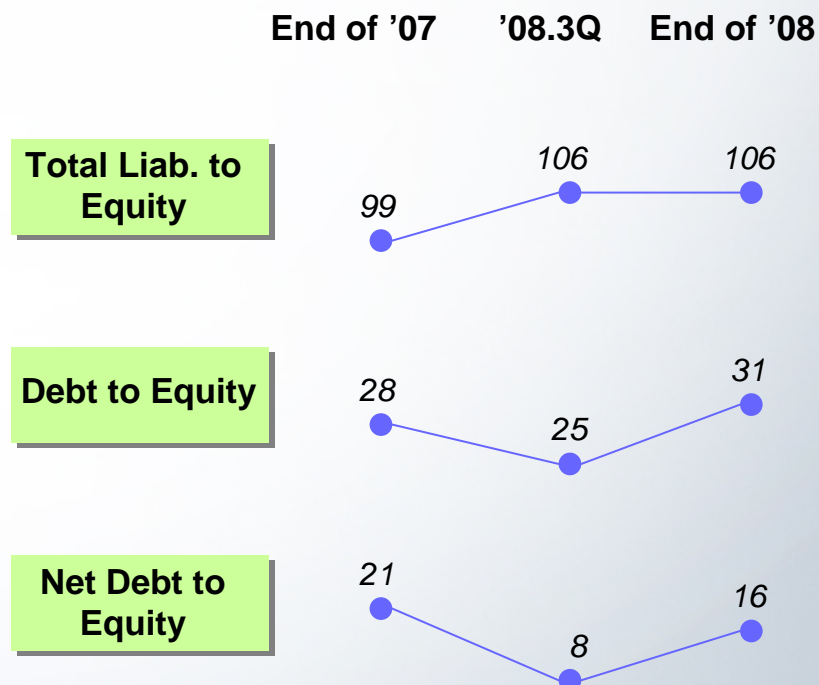 End of ’07 ’08.3Q End of ’08
Total Liab. to
Equity
99 106 106
Debt to Equity
28 25 31
Net Debt to
Equity
21 8 16